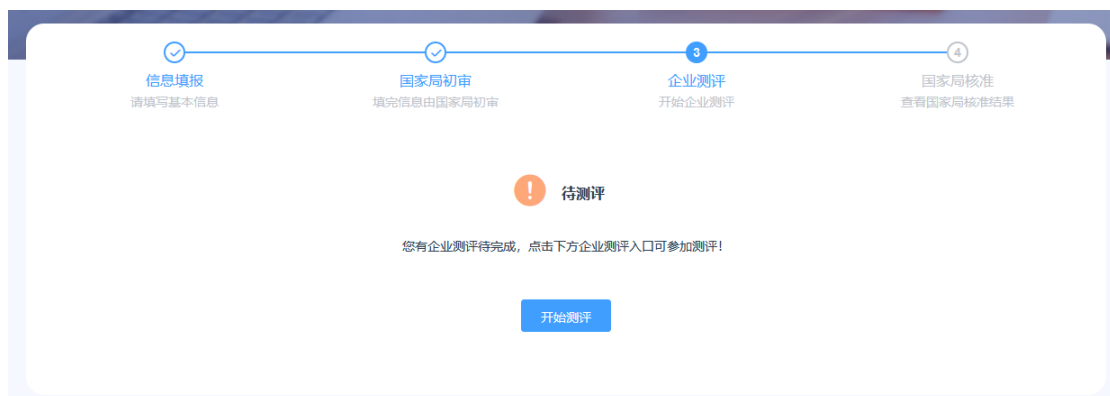 3
4
信息填报
国家局初审
企业测评
国家局核准
请填写基本信息
填完信息由国家局初审
开始企业测评
查看国家局核准结果
待测评
您有企业测评待完成，点击下方企业测评入口可参加测评！
开始测评